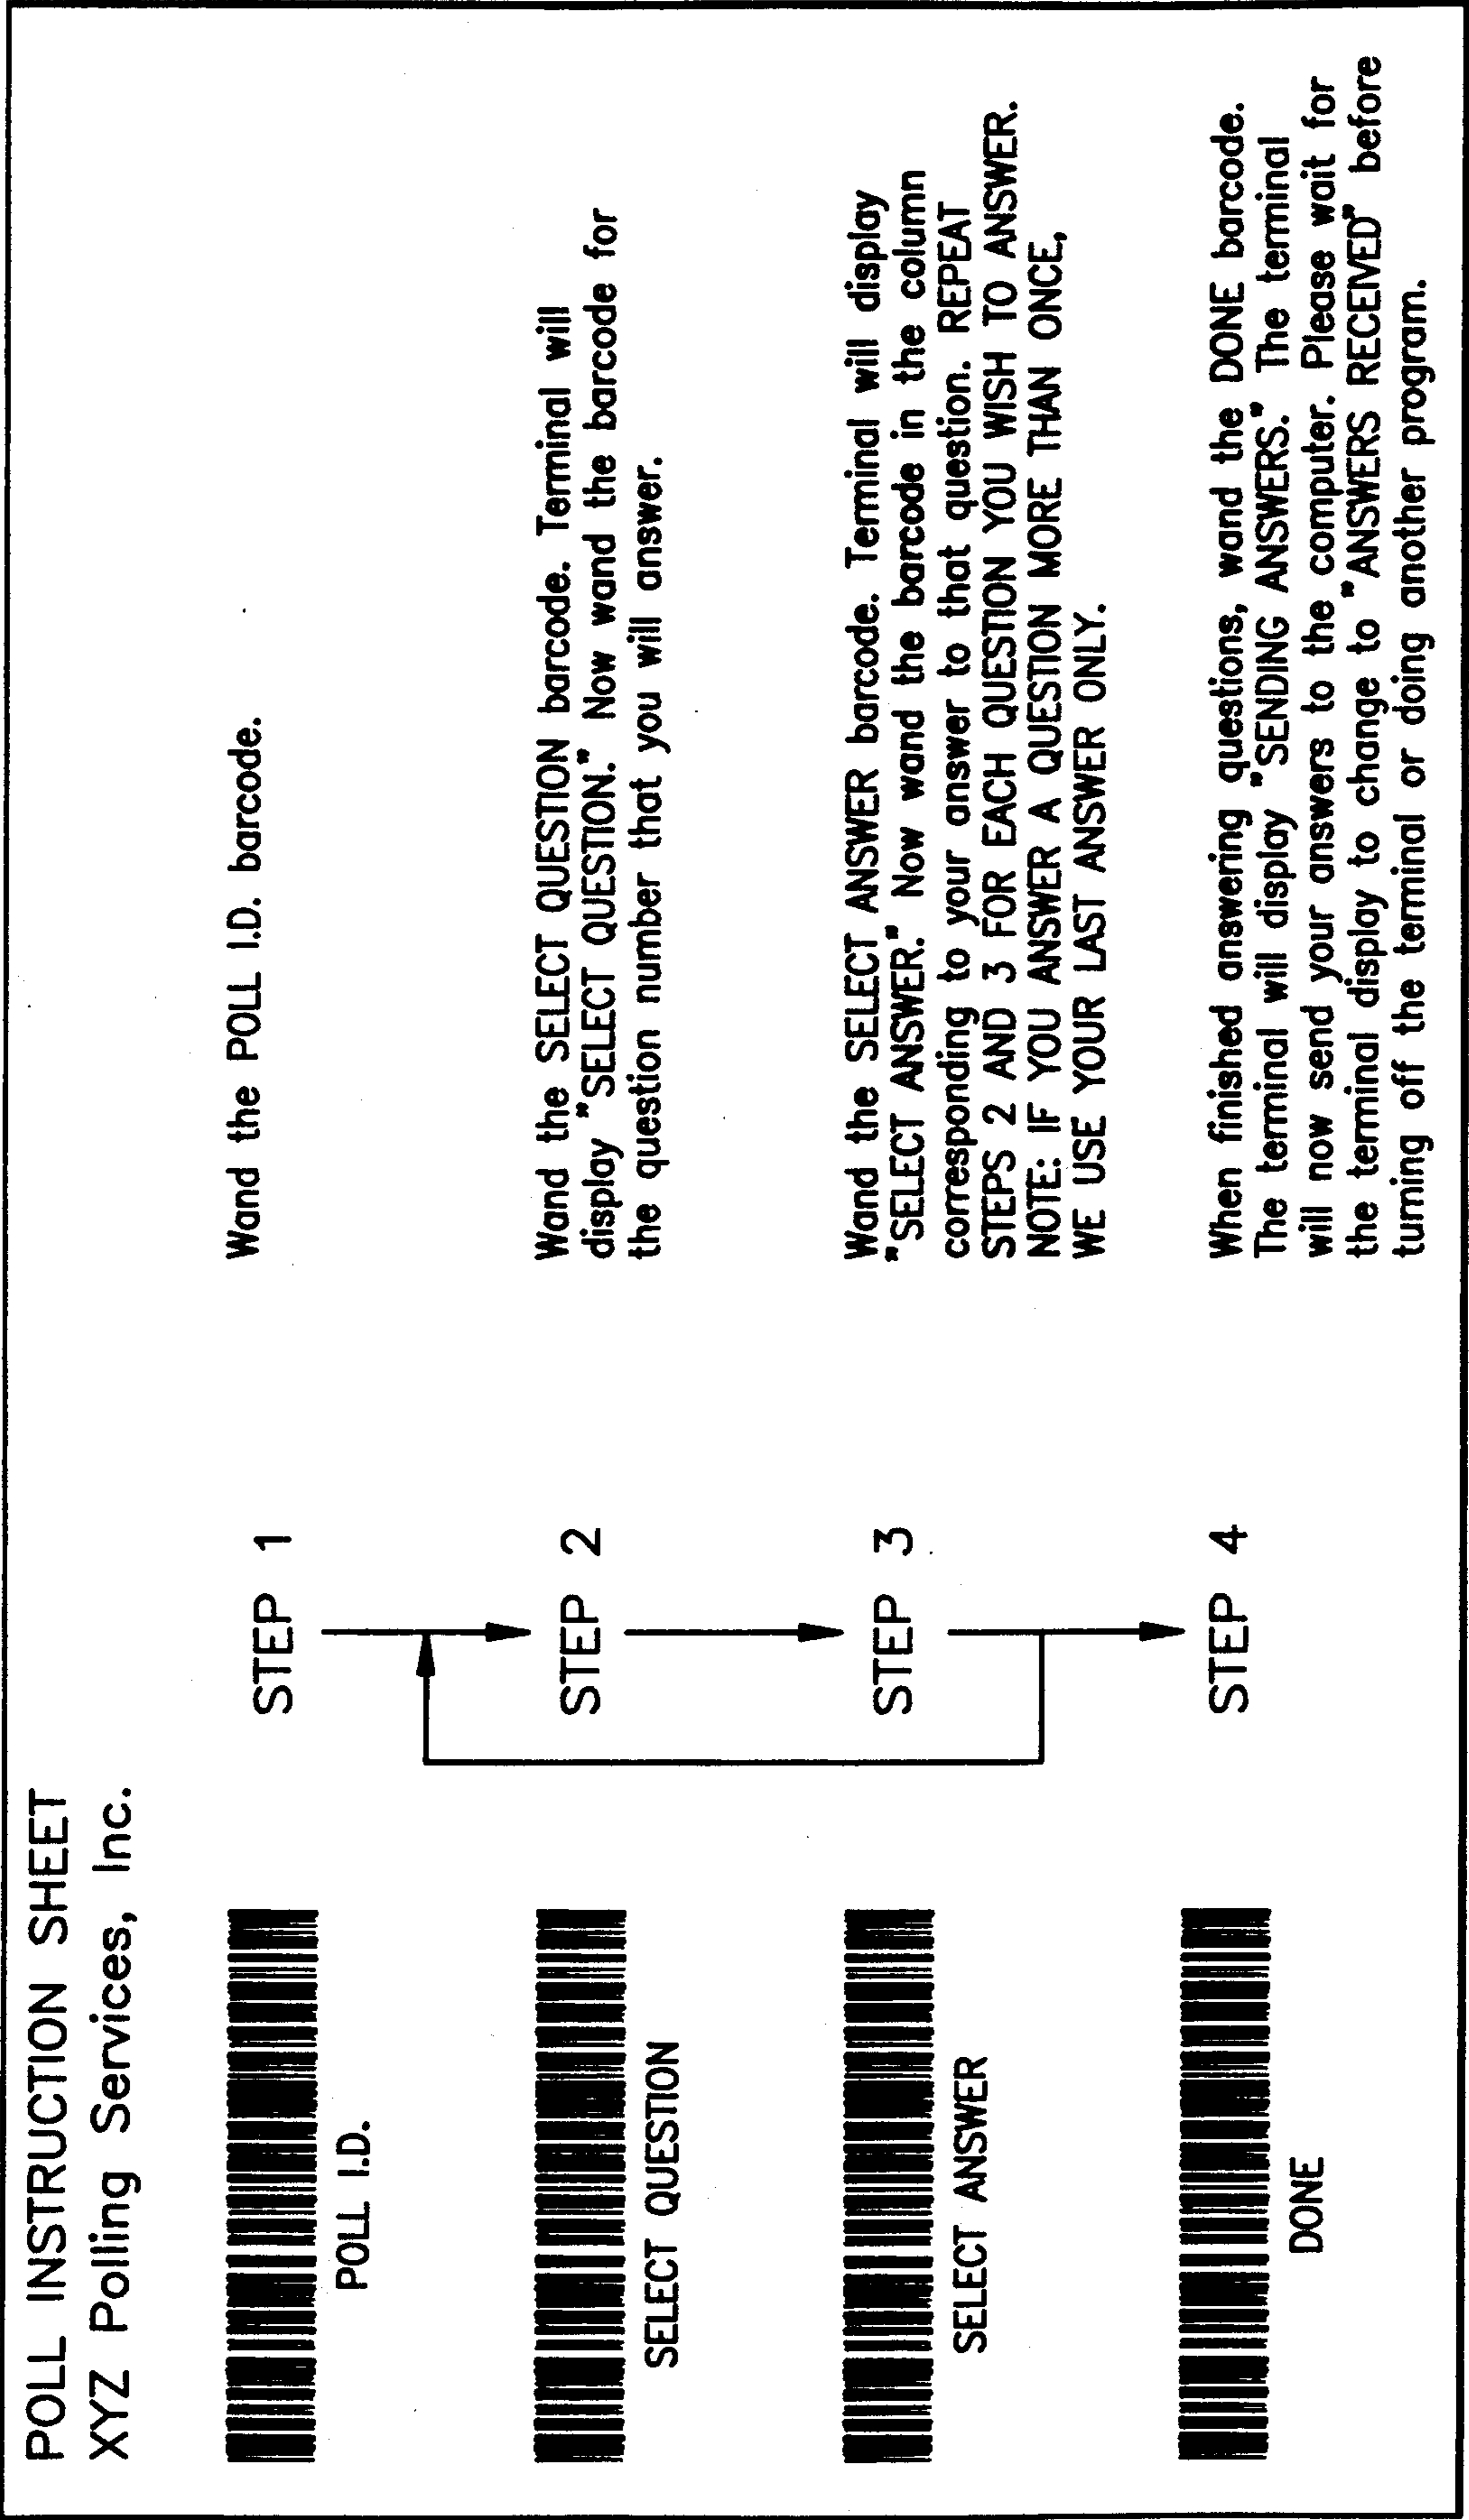 POLL INSTRUCTION SHEET
XYZ Polling Services, Inc.
POLL I.D.
STEP 1
Wand the POLL I.D. barcode.
SELECT QUESTION
STEP 2
Wand the SELECT QUESTION barcode. Terminal will
display "SELECT QUESTION." Now wand the barcode for
the question number that you will answer.
SELECT ANSWER
STEP 3
Wand the SELECT ANSWER barcode. Terminal will display
"SELECT ANSWER." Now wand the barcode in the column
corresponding to your answer to that question. REPEAT
STEPS 2 AND 3 FOR EACH QUESTION YOU WISH TO ANSWER.
NOTE: IF YOU ANSWER A QUESTION MORE THAN ONCE,
WE USE YOUR LAST ANSWER ONLY.
DONE
STEP 4
When finished answering questions, wand the DONE barcode.
The terminal will display "SENDING ANSWERS." The terminal
will now send your answers to the computer. Please wait for
the terminal display to change to "ANSWERS RECEIVED" before
turning off the terminal or doing another program.